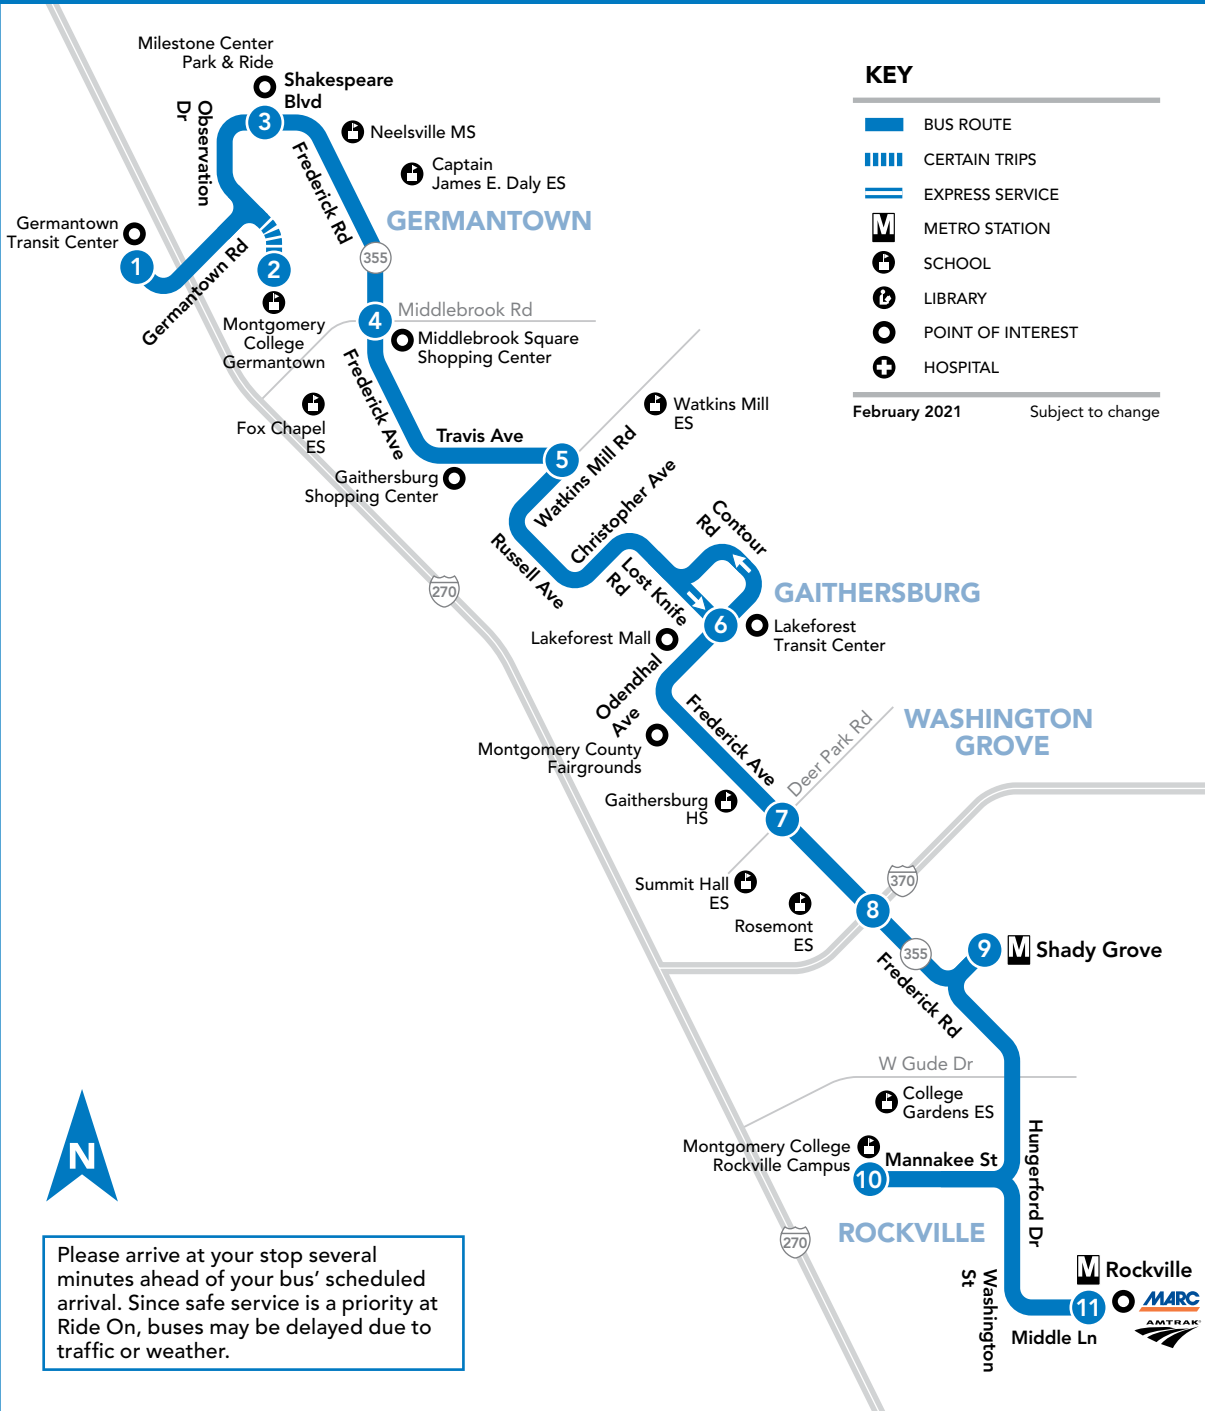 Milestone Center
Park & Ride
Shakespeare
Blvd
3
Observation
Dr
Neelsville MS
Captain
James E. Daly ES
Frederick Rd
GERMANTOWN
Germantown
Transit Center
1
Germantown Rd
2
Montgomery
College
Germantown
355
Middlebrook Rd
4
Middlebrook Square
Shopping Center
Frederick Ave
Fox Chapel
ES
Travis Ave
Gaithersburg
Shopping Center
5
Watkins Mill
ES
Watkins Mill Rd
Christopher Ave
Russell Ave
Lost Knife
Rd
Contour
Rd
270
GAITHERSBURG
6
Lakeforest
Transit Center
Lakeforest Mall
Odendhal
Ave
Montgomery County
Fairgrounds
Frederick Ave
Deer Park Rd
WASHINGTON
GROVE
Gaithersburg
HS
7
Summit Hall
ES
Rosemont
ES
370
8
355
Frederick Rd
9
M
Shady Grove
W Gude Dr
College
Gardens ES
Montgomery College
Rockville Campus
Mannakee St
10
Hungerford Dr
ROCKVILLE
270
Washington
St
M
Rockville
11
MARC
AMTRAK
Middle Ln
KEY
BUS ROUTE
CERTAIN TRIPS
EXPRESS SERVICE
M
METRO STATION
SCHOOL
LIBRARY
POINT OF INTEREST
HOSPITAL
February 2021
Subject to change
N
Please arrive at your stop several
minutes ahead of your bus’ scheduled
arrival. Since safe service is a priority at
Ride On, buses may be delayed due to
traffic or weather.